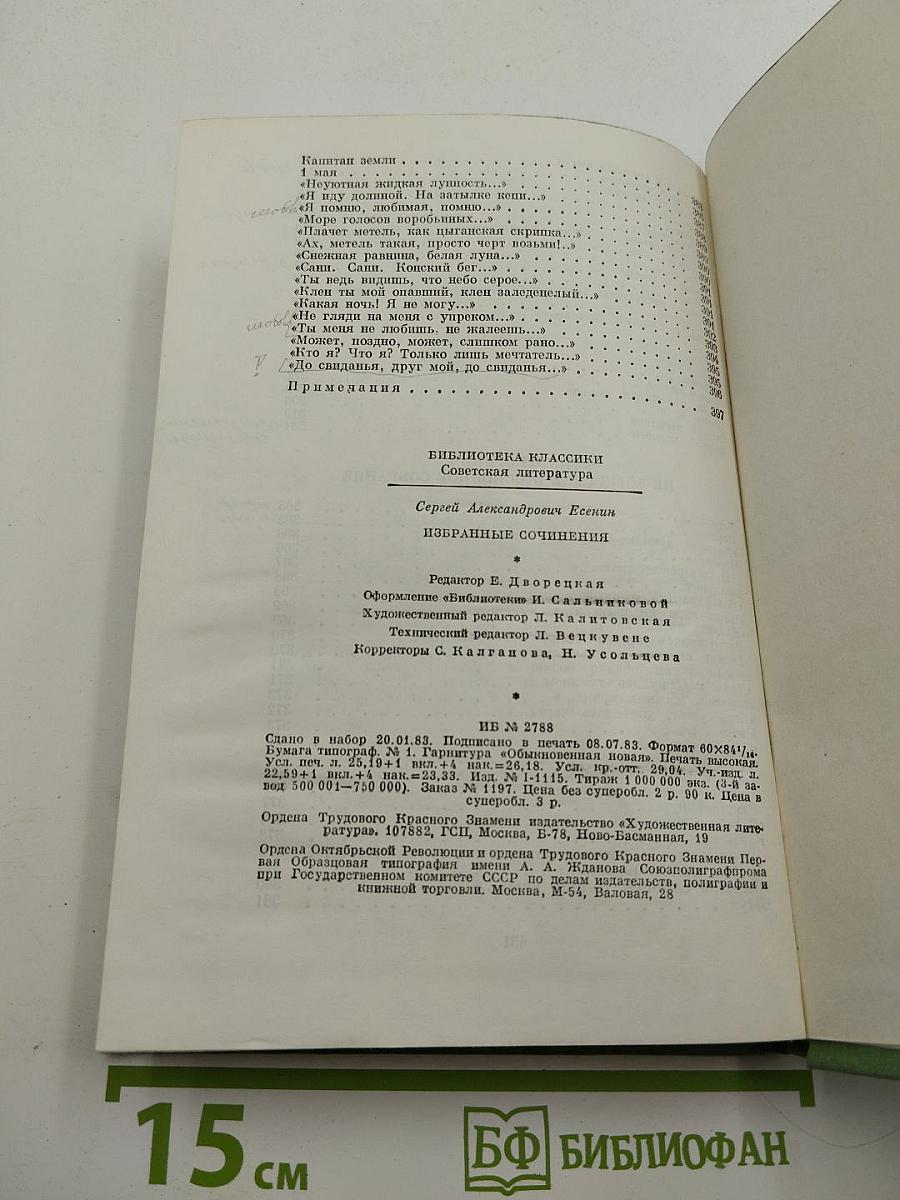 Капитан земли
1 мая
«Неуютная жидкая лунность...»
«Я иду долиной. На затылке кепи...»
любовь
«Я помню, любимая, помню...»
«Море голосов воробьиных...»
«Плачет метель, как цыганская скрипка...»
«Ах, метель такая, просто черт возьми!..»
«Снежная равнина, белая луна...»
«Сани. Сани. Конский бег...»
«Ты ведь видишь, что небо серое...»
«Клен ты мой опавший, клен заледенелый...»
«Какая ночь! Я не могу...»
«Не гляди на меня с упреком...»
любовь
«Ты меня не любишь, не жалеешь...»
«Может, поздно, может, слишком рано...»
«Кто я? Что я? Только лишь мечтатель...»
«До свиданья, друг мой, до свиданья...»
Примечания 397
БИБЛИОТЕКА КЛАССИКИ
Советская литература
Сергей Александрович Есенин
ИЗБРАННЫЕ СОЧИНЕНИЯ
*
Редактор Е. Дворецкая
Оформление «Библиотеки» И. Сальниковой
Художественный редактор Л. Калитовская
Технический редактор Л. Вецкувене
Корректоры С. Калганова, Н. Усольцева
*
ИБ № 2788
Сдано в набор 20.01.83. Подписано в печать 08.07.83. Формат 60×84¹/₁₆.
Бумага типограф. № 1. Гарнитура «Обыкновенная новая». Печать высокая.
Усл. печ. л. 25,19+1 вкл.+4 нак.=26,18. Усл. кр.-отт. 29,04. Уч.-изд. л.
22,59+1 вкл.+4 нак.=23,33. Изд. № I-1115. Тираж 1 000 000 экз. (3-й за-
вод 500 001—750 000). Заказ № 1197. Цена без суперобл. 2 р. 90 к. Цена в
суперобл. 3 р.
Ордена Трудового Красного Знамени издательство «Художественная лите-
ратура». 107882, ГСП, Москва, Б-78, Ново-Басманная, 19
Ордена Октябрьской Революции и ордена Трудового Красного Знамени Пер-
вая Образцовая типография имени А. А. Жданова Союзполиграфпрома
при Государственном комитете СССР по делам издательств, полиграфии и
книжной торговли. Москва, М-54, Валовая, 28
15 см
БФ БИБЛИОФАН